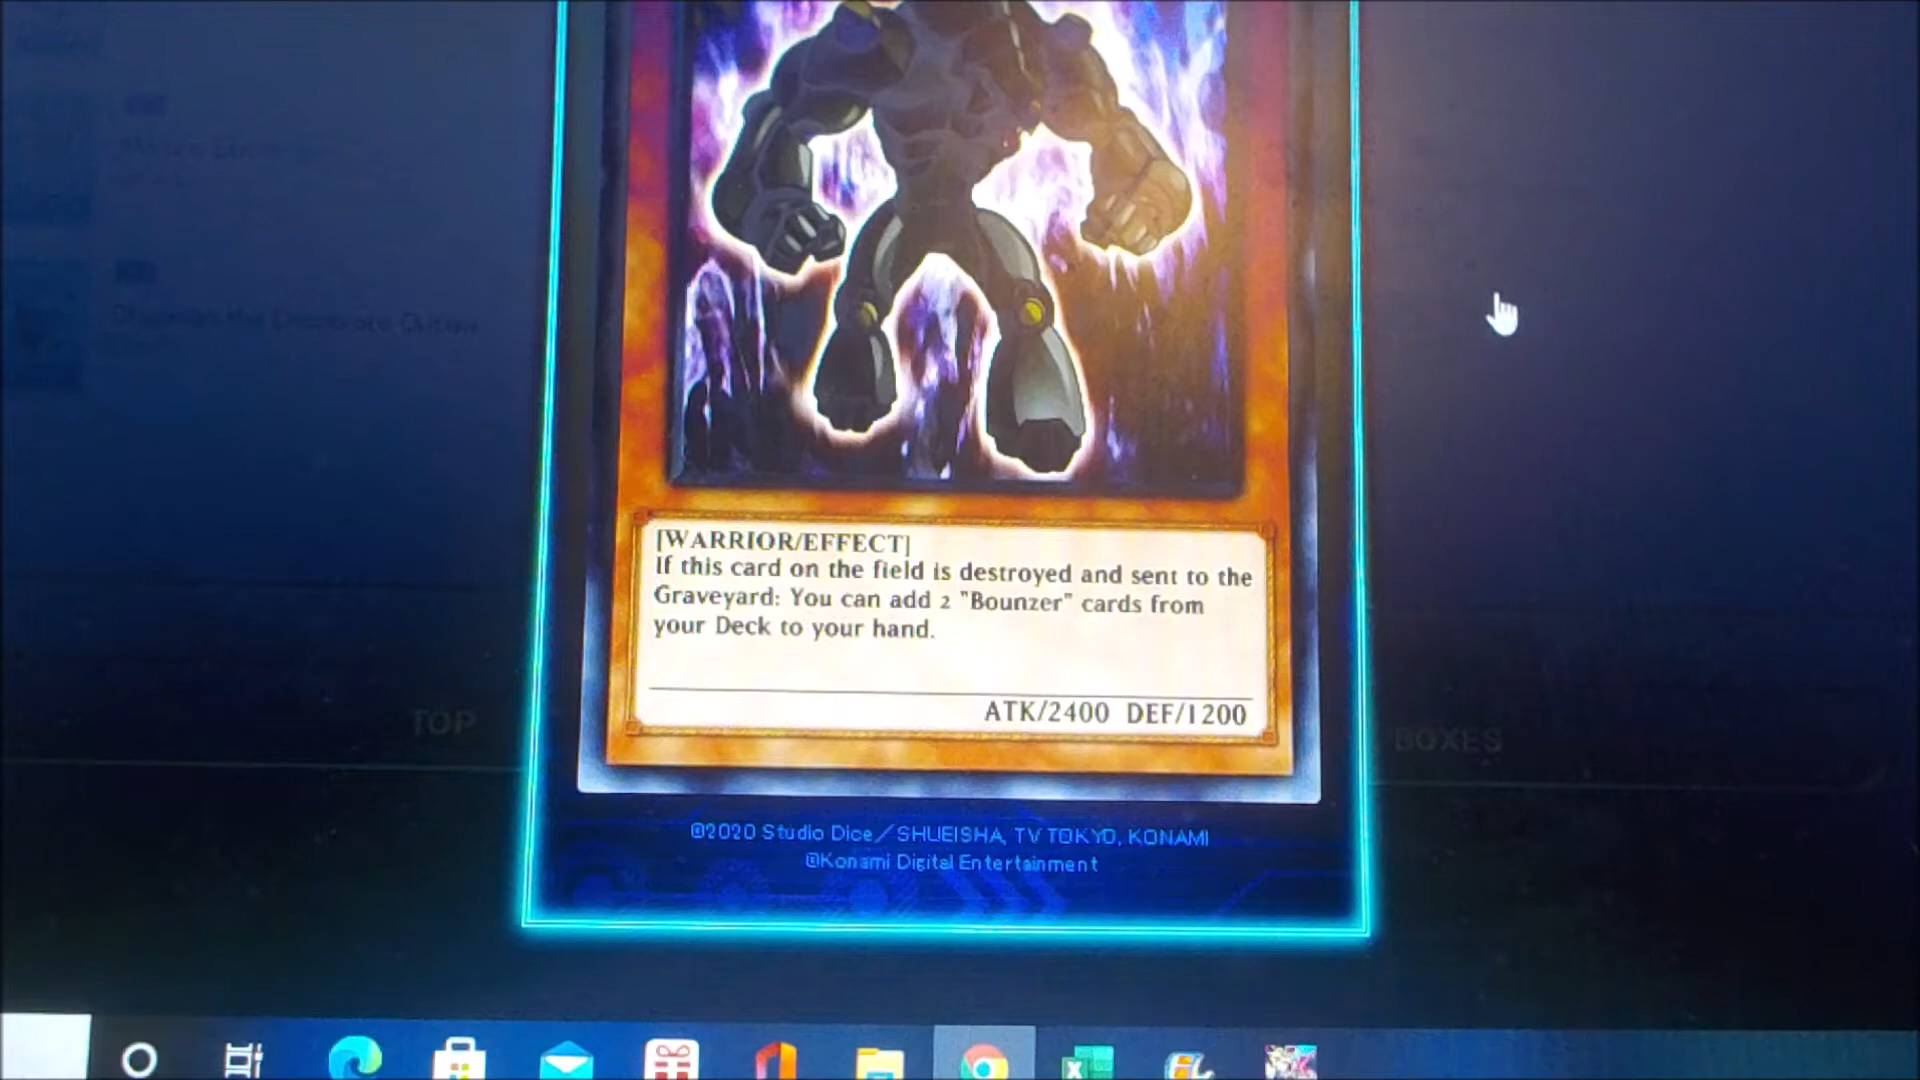 [WARRIOR/EFFECT]
If this card on the field is destroyed and sent to the
Graveyard: You can add 2 "Bounzer" cards from
your Deck to your hand.
ATK/2400 DEF/1200
TOP
BOXES
©2020 Studio Dice／SHUEISHA, TV TOKYO, KONAMI
©Konami Digital Entertainment